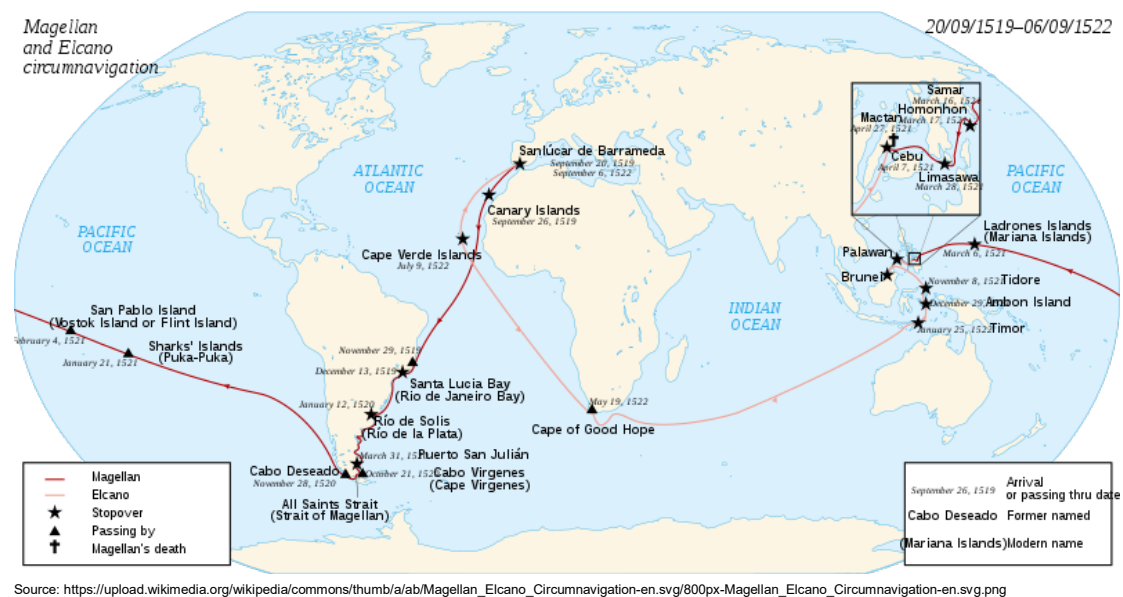 Magellan
and Elcano
circumnavigation
20/09/1519–06/09/1522
Samar
March 16, 1521
Homonhon
March 17, 1521
Mactan
April 27, 1521
Cebu
April 7, 1521
Limasawa
March 28, 1521
Sanlúcar de Barrameda
September 20, 1519
September 6, 1522
ATLANTIC
OCEAN
PACIFIC
OCEAN
Canary Islands
September 26, 1519
PACIFIC
OCEAN
Ladrones Islands
(Mariana Islands)
March 6, 1521
Cape Verde Islands
July 9, 1522
Palawan
Brunei
November 8, 1521 Tidore
December 29, Ambon Island
January 25, 1522 Timor
INDIAN
OCEAN
San Pablo Island
(Vostok Island or Flint Island)
February 4, 1521
Sharks' Islands
(Puka-Puka)
January 21, 1521
November 29, 1519
December 13, 1519
Santa Lucia Bay
(Rio de Janeiro Bay)
January 12, 1520
Río de Solis
(Río de la Plata)
May 19, 1522
Cape of Good Hope
March 31, Puerto San Julián
Cabo Deseado
November 28, 1520
October 21, Cabo Virgenes
(Cape Virgenes)
All Saints Strait
(Strait of Magellan)
Magellan
Elcano
Stopover
Passing by
Magellan's death
September 26, 1519 Arrival
or passing thru date
Cabo Deseado Former named
(Mariana Islands) Modern name
Source: https://upload.wikimedia.org/wikipedia/commons/thumb/a/ab/Magellan_Elcano_Circumnavigation-en.svg/800px-Magellan_Elcano_Circumnavigation-en.svg.png